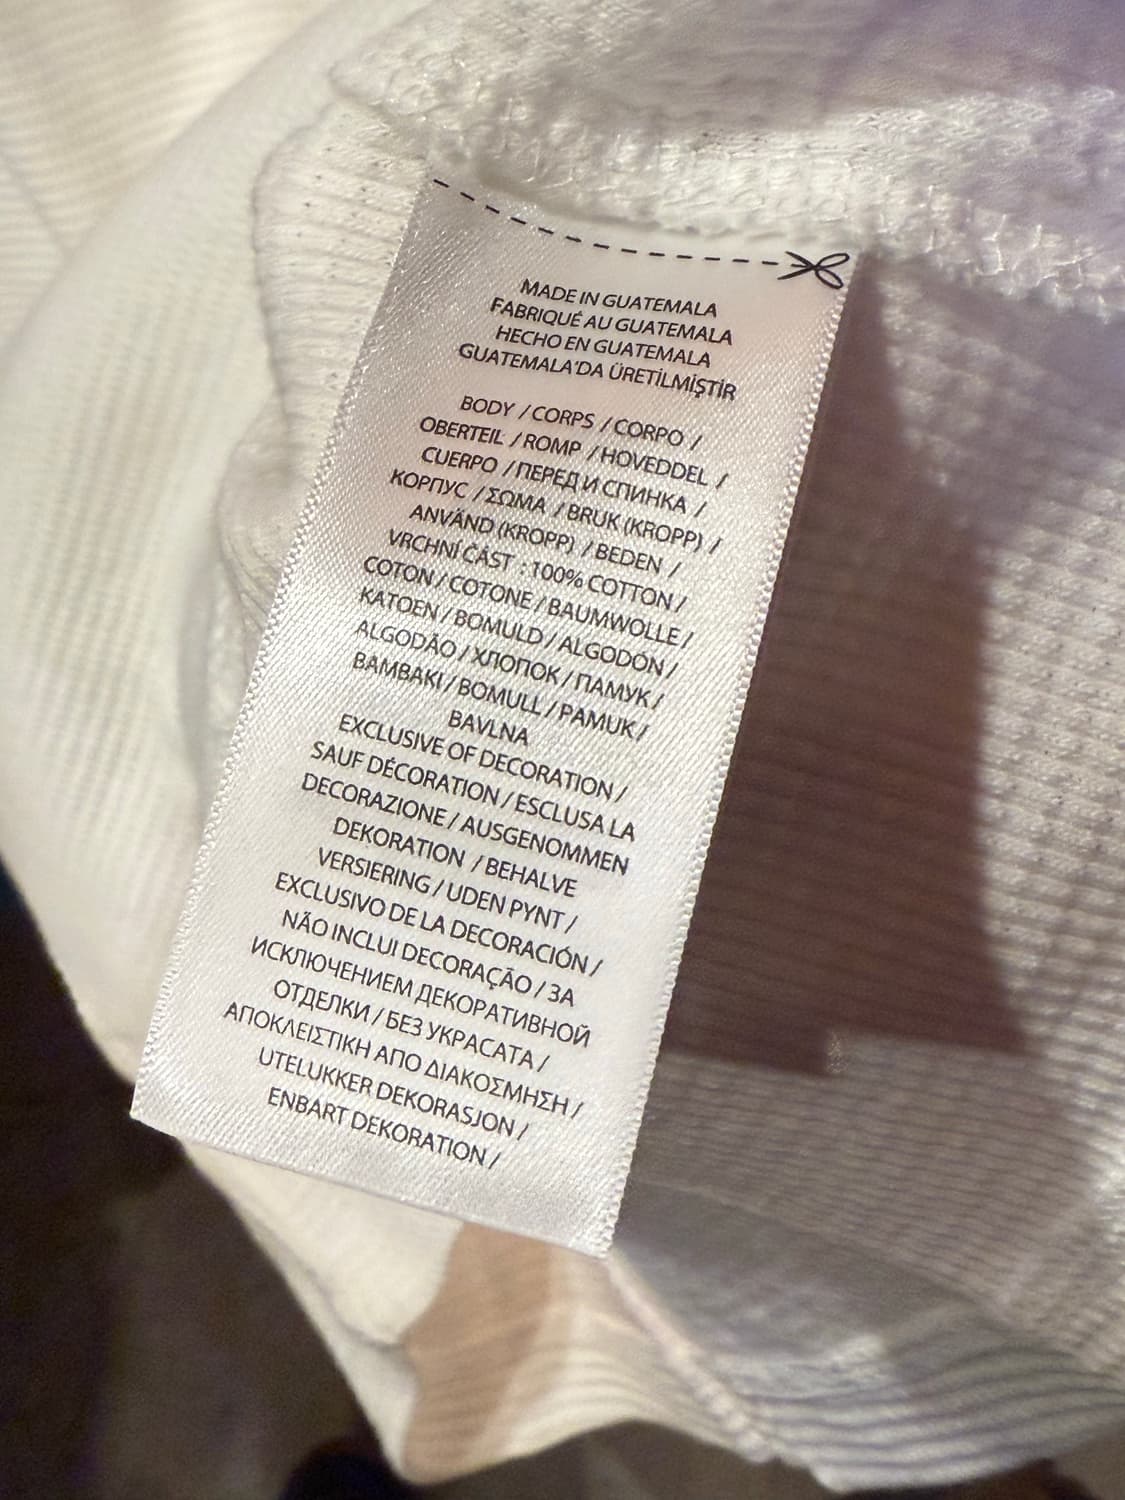 MADE IN GUATEMALA
FABRIQUÉ AU GUATEMALA
HECHO EN GUATEMALA
GUATEMALA'DA ÜRETİLMİŞTİR
BODY / CORPS / CORPO /
OBERTEIL / ROMP / HOVEDDEL /
CUERPO / ПЕРЕД И СПИНКА /
КОРПУС / ΣΩΜΑ / BRUK (KROPP) /
ANVÄND (KROPP) / BEDEN /
VRCHNÍ ČÁST : 100% COTTON /
COTON / COTONE / BAUMWOLLE /
KATOEN / BOMULD / ALGODÓN /
ALGODÃO / ХЛОПОК / ПАМУК /
ΒΑΜΒΑΚΙ / BOMULL / PAMUK /
BAVLNA
EXCLUSIVE OF DECORATION /
SAUF DÉCORATION / ESCLUSA LA
DECORAZIONE / AUSGENOMMEN
DEKORATION / BEHALVE
VERSIERING / UDEN PYNT /
EXCLUSIVO DE LA DECORACIÓN /
NÃO INCLUI DECORAÇÃO / ЗА
ИСКЛЮЧЕНИЕМ ДЕКОРАТИВНОЙ
ОТДЕЛКИ / БЕЗ УКРАСАТА /
ΑΠΟΚΛΕΙΣΤΙΚΗ ΑΠΟ ΔΙΑΚΟΣΜΗΣΗ /
UTELUKKER DEKORASJON /
ENBART DEKORATION /